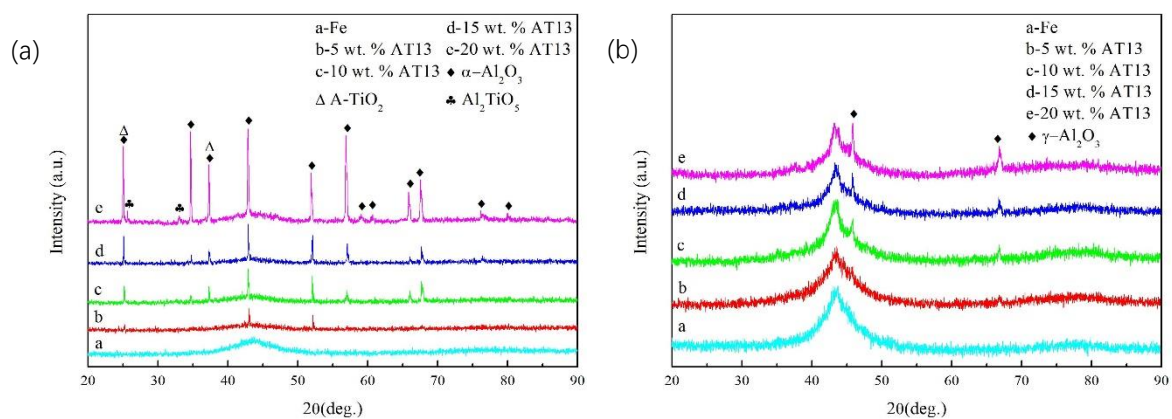 (a)
a-Fe d-15 wt. % AT13
b-5 wt. % AT13 e-20 wt. % AT13
c-10 wt. % AT13 ♦ α-Al₂O₃
Δ A-TiO₂ ♣ Al₂TiO₅
Δ
Δ
e
d
c
b
a
Intensity (a.u.)
20 30 40 50 60 70 80 90
2θ(deg.)
(b)
a-Fe
b-5 wt. % AT13
c-10 wt. % AT13
d-15 wt. % AT13
e-20 wt. % AT13
♦ γ-Al₂O₃
e
d
c
b
a
Intensity (a.u.)
20 30 40 50 60 70 80 90
2θ(deg.)